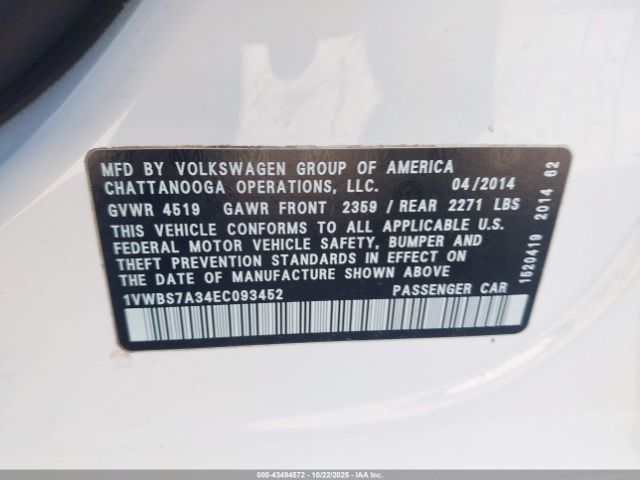 MFD BY VOLKSWAGEN GROUP OF AMERICA
CHATTANOOGA OPERATIONS, LLC. 04/2014
GVWR 4519 GAWR FRONT 2359 / REAR 2271 LBS
THIS VEHICLE CONFORMS TO ALL APPLICABLE U.S.
FEDERAL MOTOR VEHICLE SAFETY, BUMPER AND
THEFT PREVENTION STANDARDS IN EFFECT ON
THE DATE OF MANUFACTURE SHOWN ABOVE
1VWBS7A34EC093452 PASSENGER CAR
1520419 2014 62
000-43494572 | 10/22/2025 - IAAI.COM